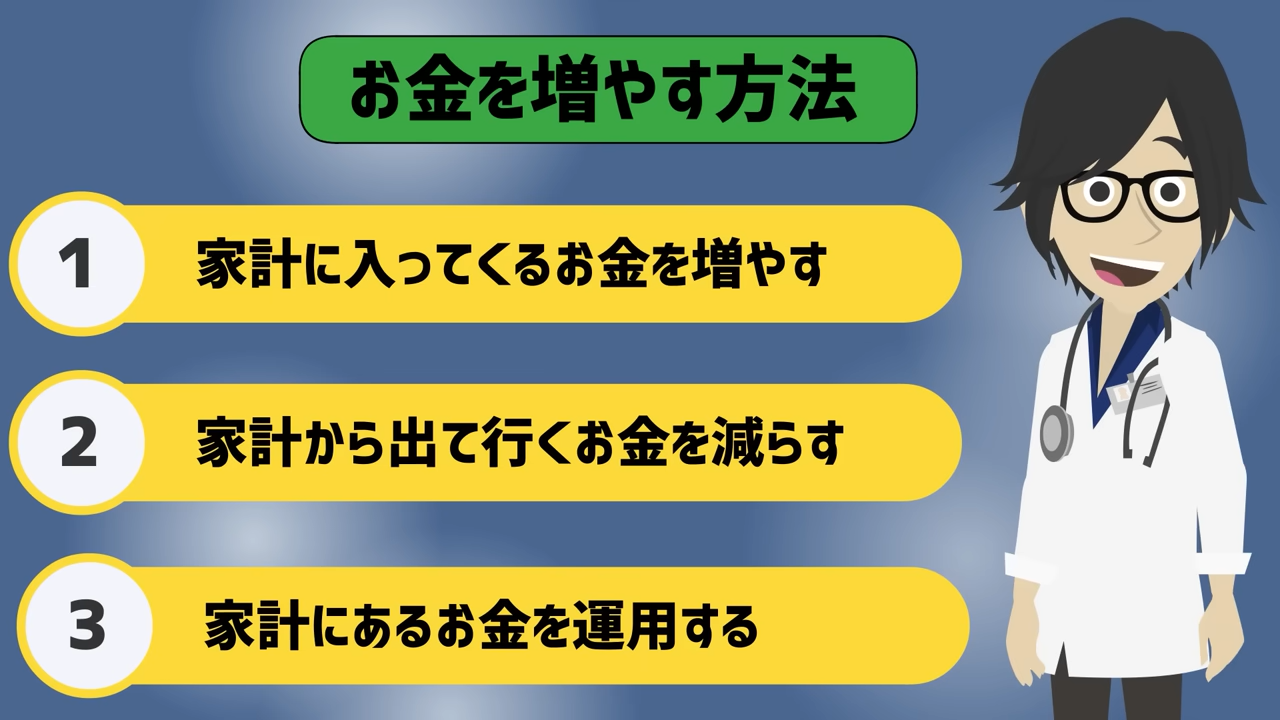 お金を増やす方法
1
家計に入ってくるお金を増やす
2
家計から出て行くお金を減らす
3
家計にあるお金を運用する